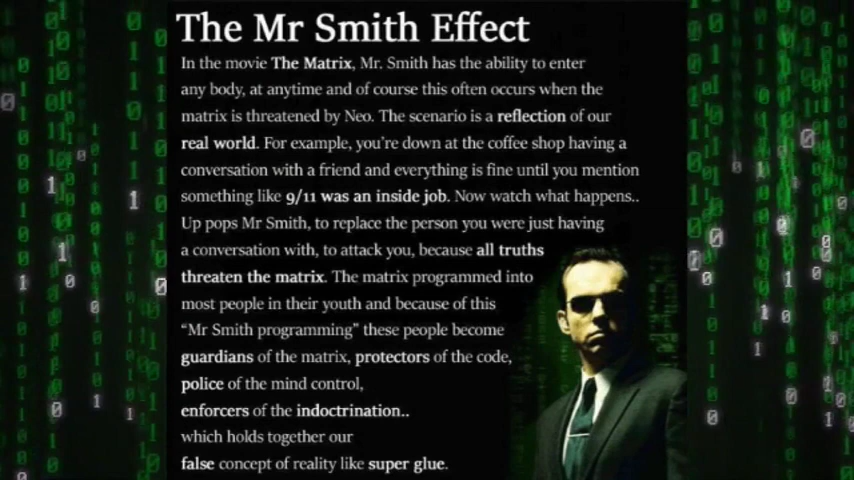 The Mr Smith Effect
In the movie The Matrix, Mr. Smith has the ability to enter
any body, at anytime and of course this often occurs when the
matrix is threatened by Neo. The scenario is a reflection of our
real world. For example, you're down at the coffee shop having a
conversation with a friend and everything is fine until you mention
something like 9/11 was an inside job. Now watch what happens..
Up pops Mr Smith, to replace the person you were just having
a conversation with, to attack you, because all truths
threaten the matrix. The matrix programmed into
most people in their youth and because of this
“Mr Smith programming” these people become
guardians of the matrix, protectors of the code,
police of the mind control,
enforcers of the indoctrination..
which holds together our
false concept of reality like super glue.